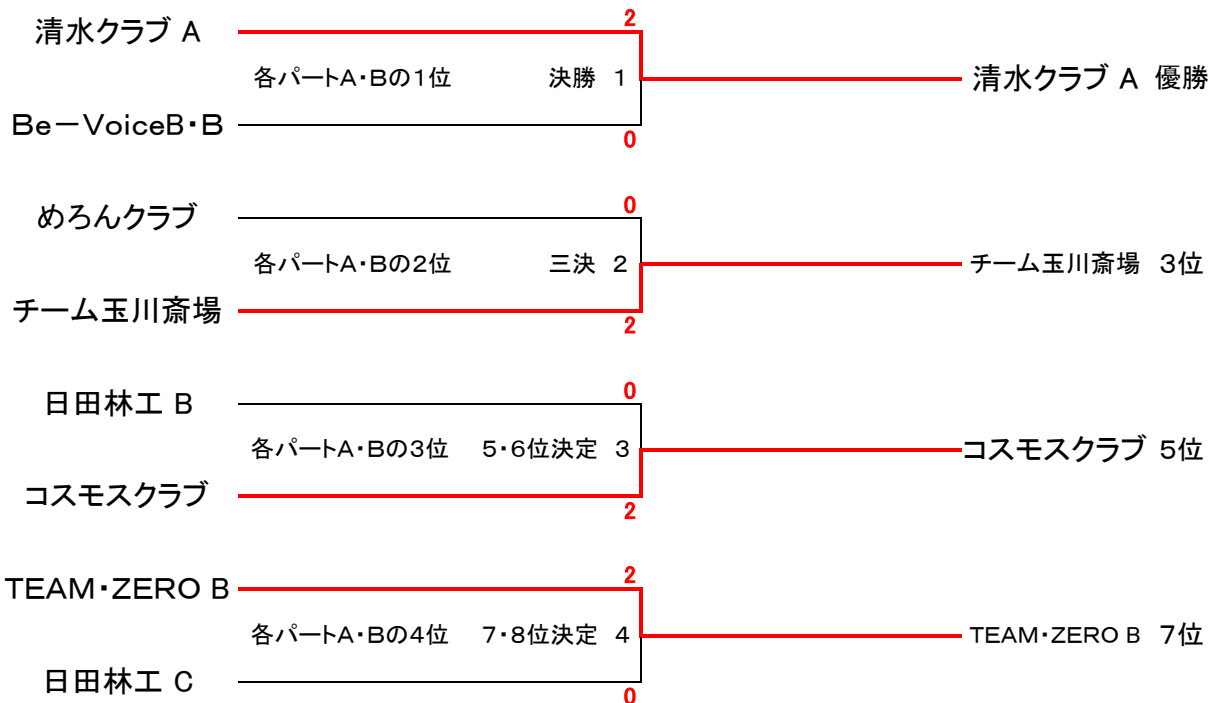 清水クラブ A
2
各パートA・Bの1位 決勝 1
清水クラブ A 優勝
Be－VoiceB・B
0
めろんクラブ
0
各パートA・Bの2位 三決 2
チーム玉川斎場 3位
チーム玉川斎場
2
日田林工 B
0
各パートA・Bの3位 5・6位決定 3
コスモスクラブ 5位
コスモスクラブ
2
TEAM・ZERO B
2
各パートA・Bの4位 7・8位決定 4
TEAM・ZERO B 7位
日田林工 C
0